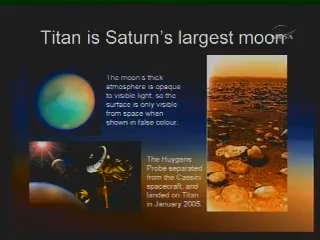 Titan is Saturn's largest moon
ESA
The moon's thick
atmosphere is opaque
to visible light, so the
surface is only visible
from space when
shown in false colour.
The Huygens
Probe separated
from the Cassini
spacecraft, and
landed on Titan
in January 2005.